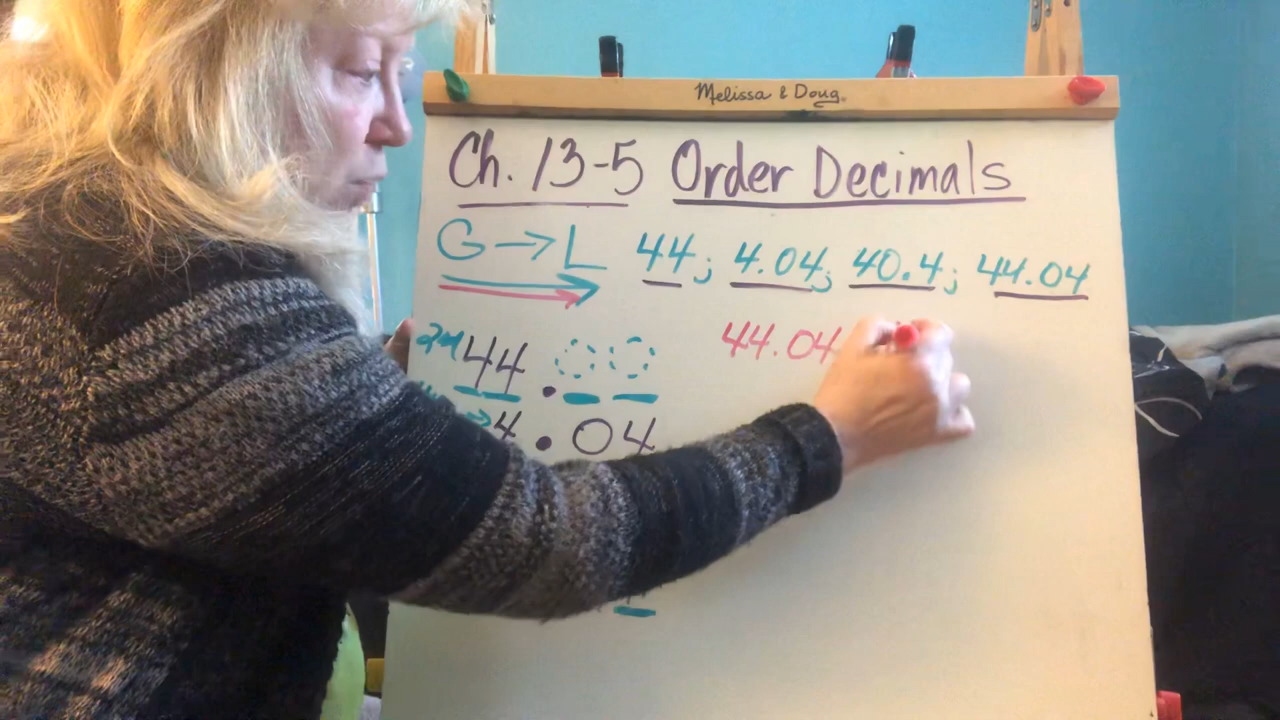 Melissa & Doug
Ch. 13-5 Order Decimals
G → L 44; 4.04; 40.4; 44.04
44.04
44.
4.04